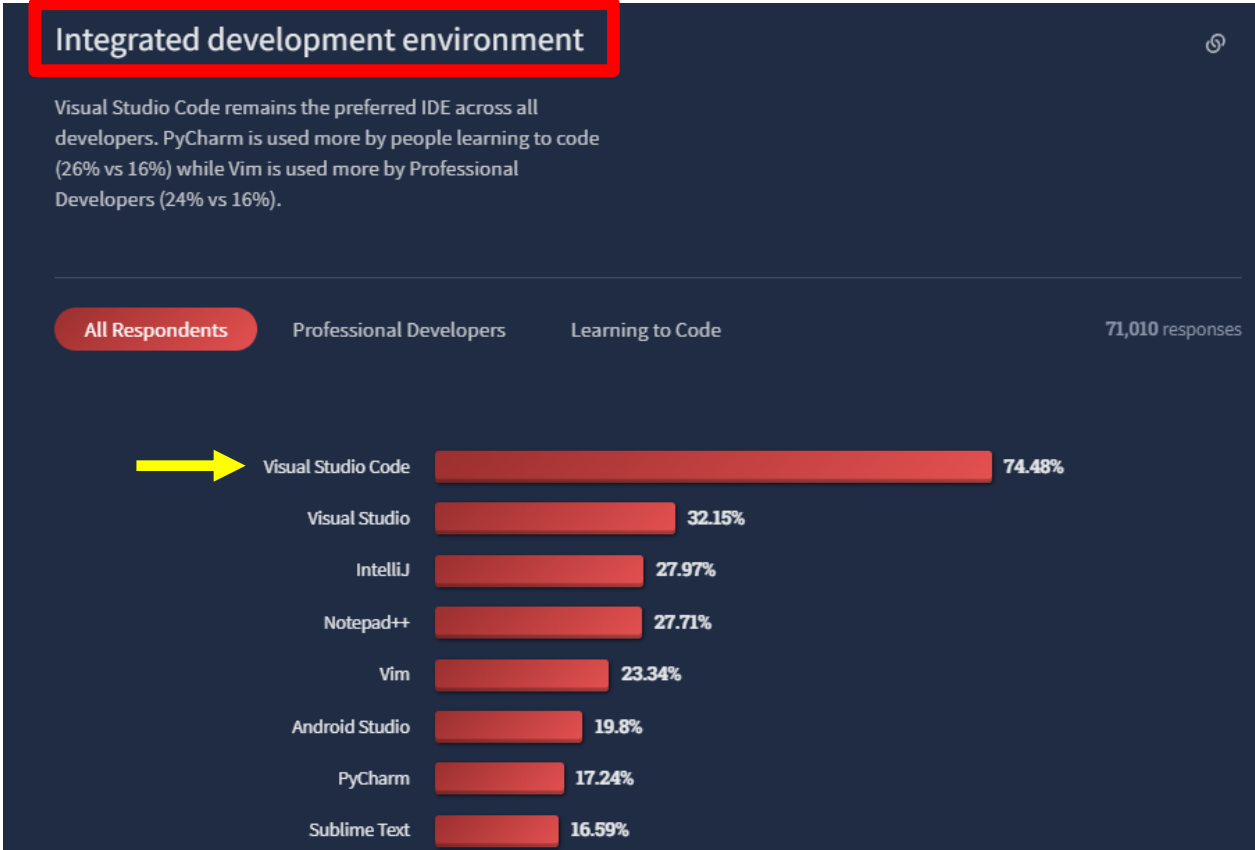 Integrated development environment
Visual Studio Code remains the preferred IDE across all
developers. PyCharm is used more by people learning to code
(26% vs 16%) while Vim is used more by Professional
Developers (24% vs 16%).
All Respondents Professional Developers Learning to Code 71,010 responses
Visual Studio Code 74.48%
Visual Studio 32.15%
IntelliJ 27.97%
Notepad++ 27.71%
Vim 23.34%
Android Studio 19.8%
PyCharm 17.24%
Sublime Text 16.59%